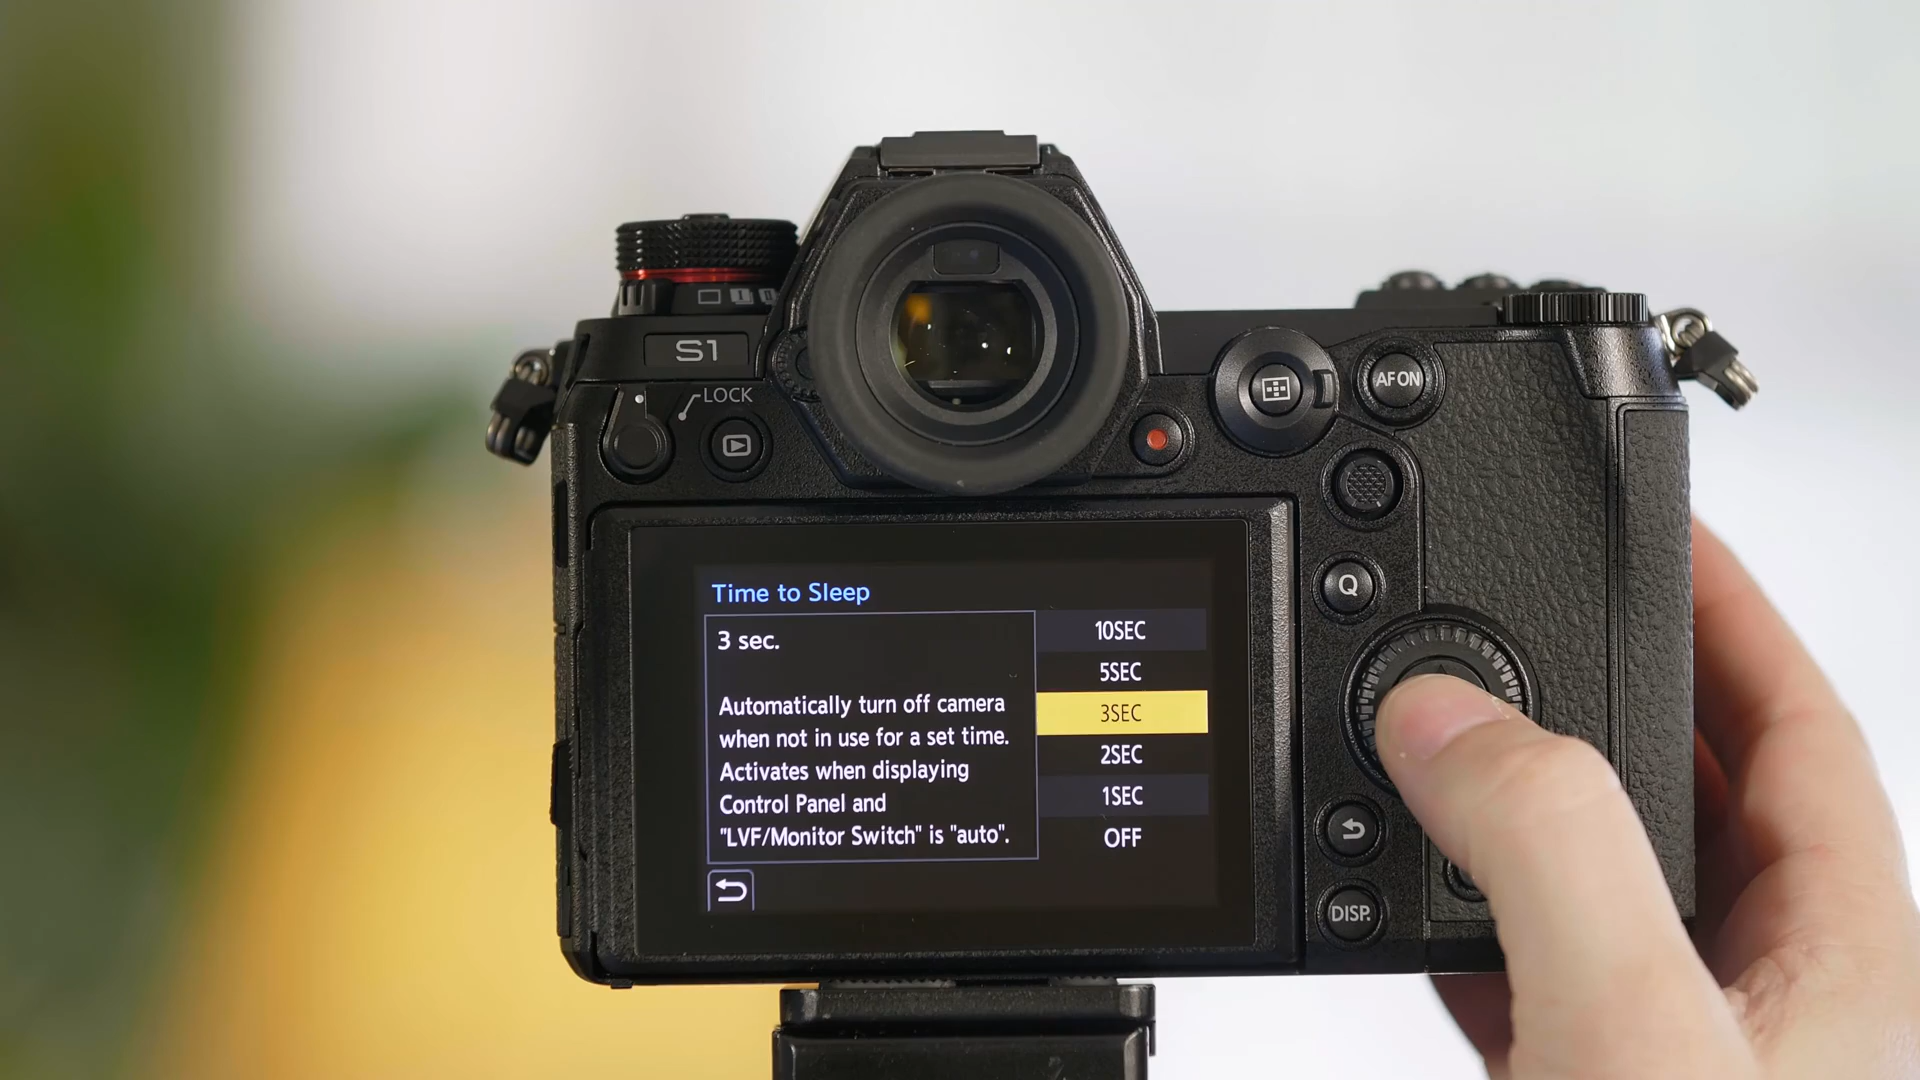 S1
LOCK
AF ON
Q
Time to Sleep
3 sec.
Automatically turn off camera
when not in use for a set time.
Activates when displaying
Control Panel and
"LVF/Monitor Switch" is "auto".
10SEC
5SEC
3SEC
2SEC
1SEC
OFF
DISP.